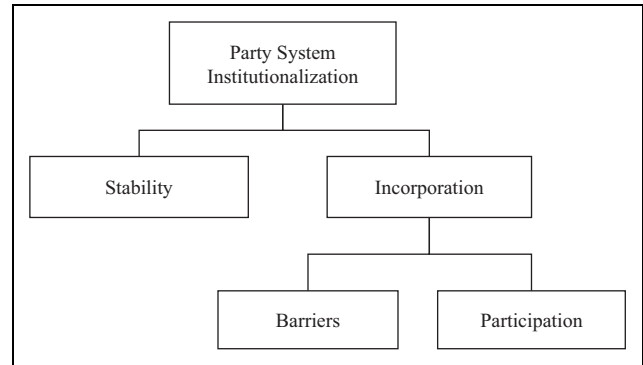 Party System
Institutionalization
Stability
Incorporation
Barriers
Participation